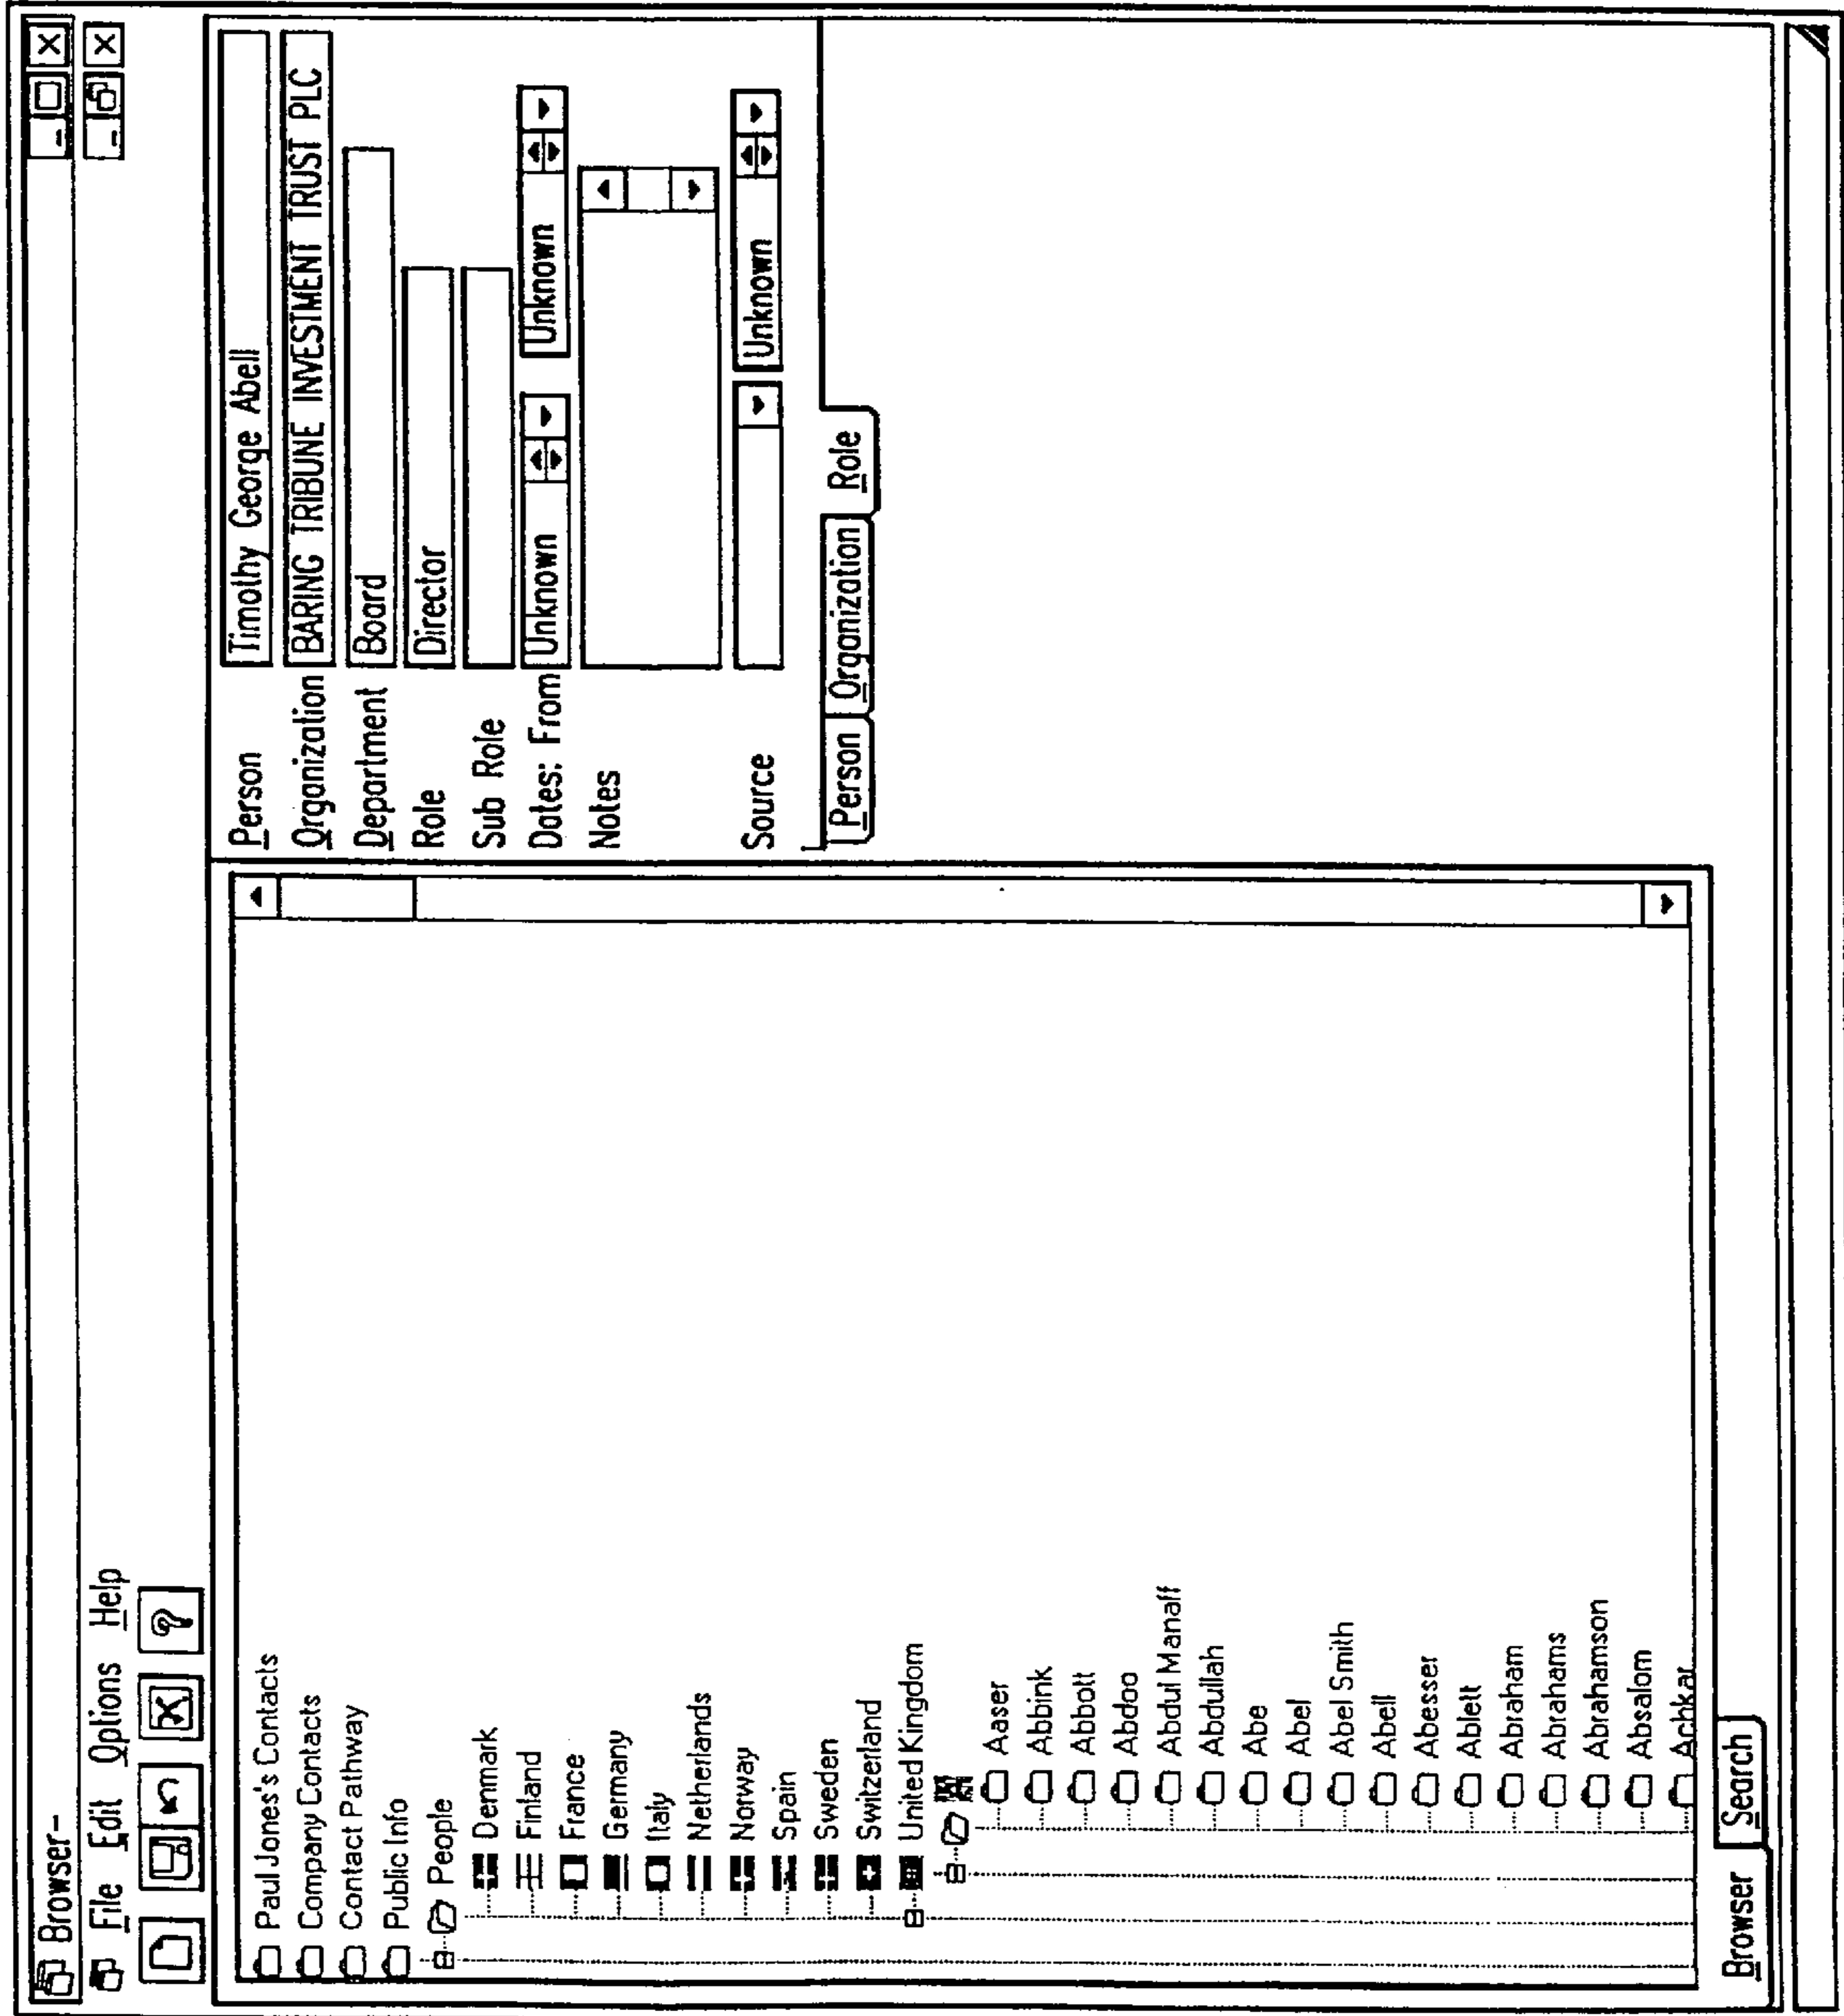 Browser-
File Edit Options Help
?
Paul Jones's Contacts
Company Contacts
Contact Pathway
Public Info
People
Denmark
Finland
France
Germany
Italy
Netherlands
Norway
Spain
Sweden
Switzerland
United Kingdom
Aaser
Abbink
Abbott
Abdoo
Abdul Manaff
Abdullah
Abe
Abel
Abel Smith
Abell
Abesser
Ablett
Abraham
Abrahams
Abrahamson
Absalom
Achkar
Browser Search
Person Timothy George Abell
Organization BARING TRIBUNE INVESTMENT TRUST PLC
Department Board
Role Director
Sub Role
Dates: From Unknown Unknown
Notes
Source Unknown
Person Organization Role